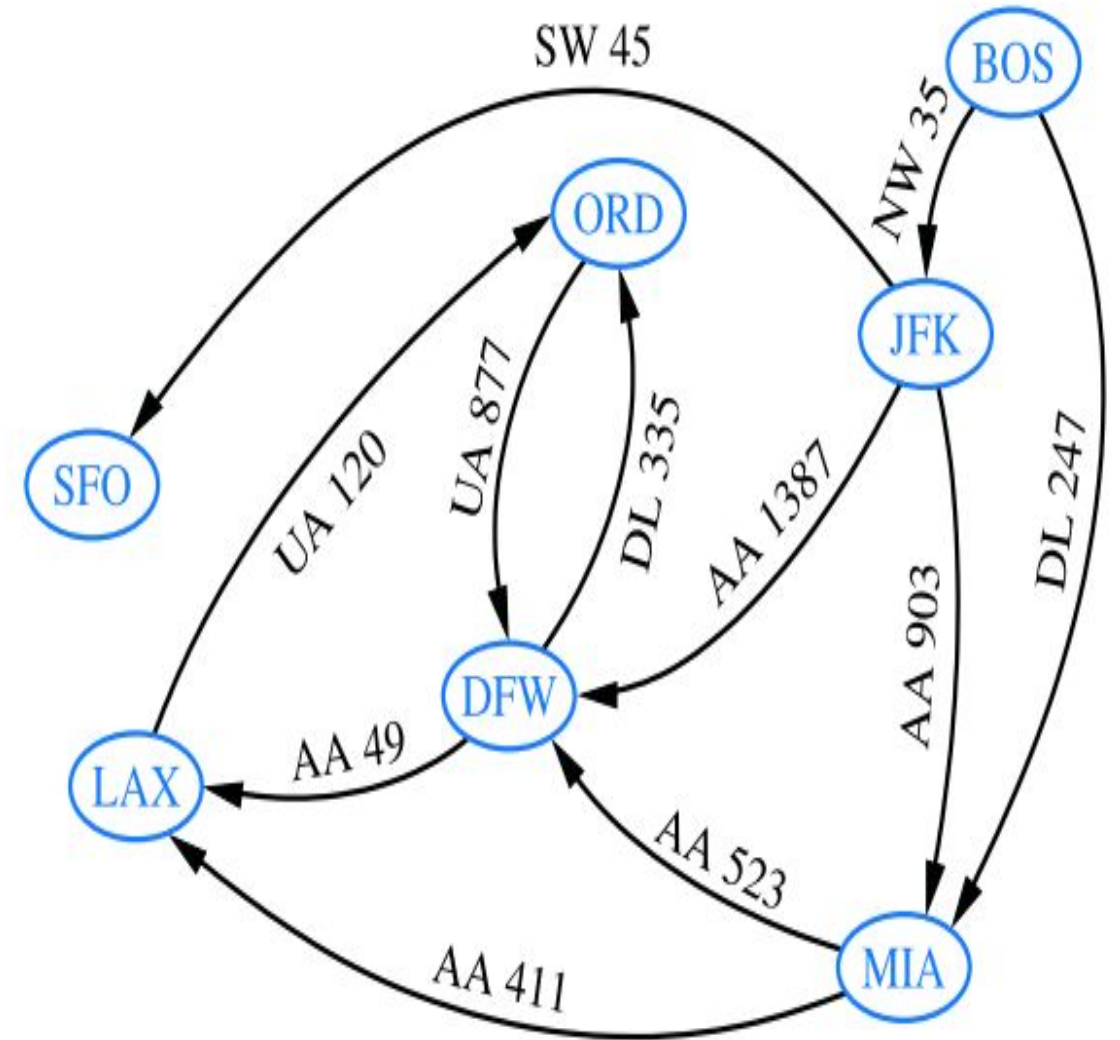 SW 45
BOS
NW 35
ORD
JFK
UA 877
DL 335
UA 120
AA 1387
DL 247
SFO
AA 903
DFW
AA 49
LAX
AA 523
MIA
AA 411